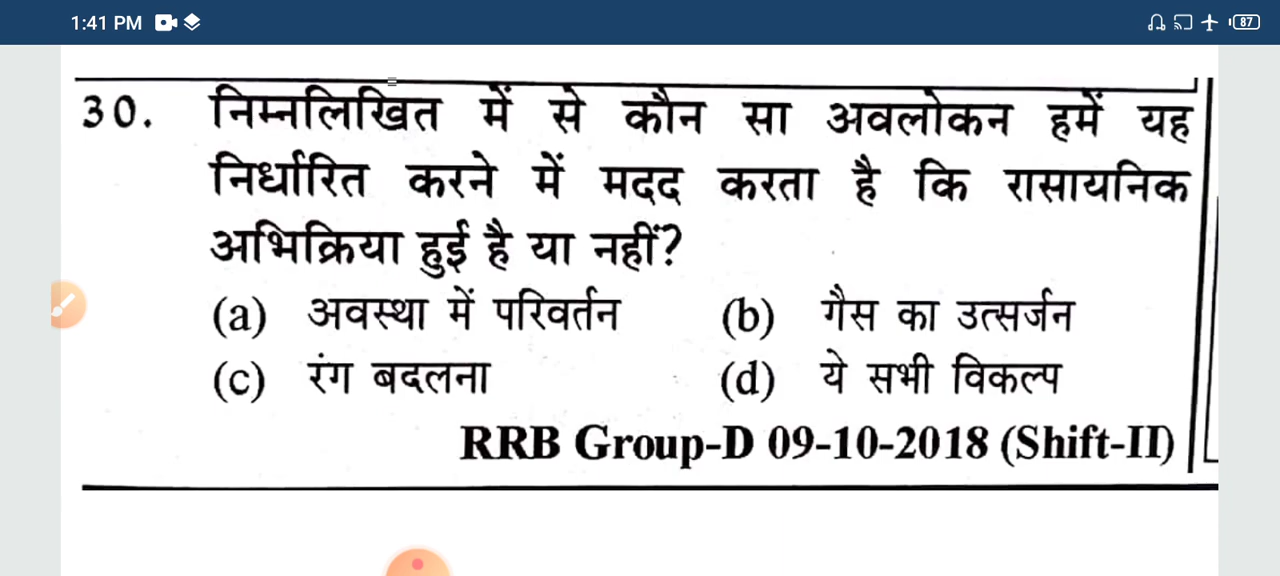 1:41 PM
87
30. निम्नलिखित में से कौन सा अवलोकन हमें यह
निर्धारित करने में मदद करता है कि रासायनिक
अभिक्रिया हुई है या नहीं?
(a) अवस्था में परिवर्तन (b) गैस का उत्सर्जन
(c) रंग बदलना (d) ये सभी विकल्प
RRB Group-D 09-10-2018 (Shift-II)